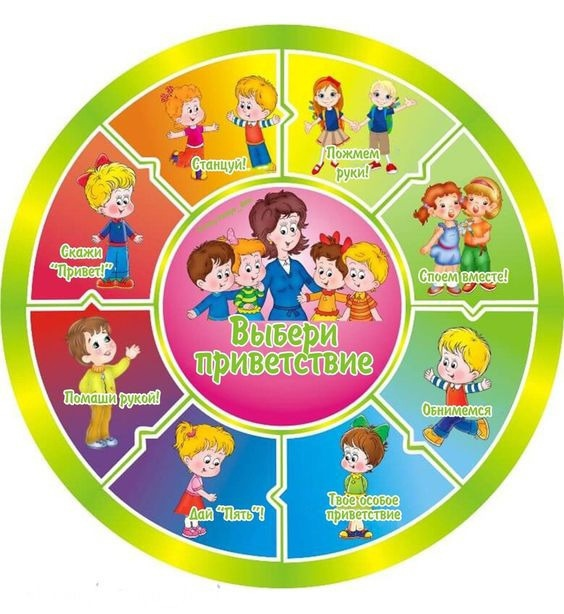 Выбери
приветствие
Станцуй!
Пожмем
руки!
Споем вместе!
Обнимемся
Твое особое
приветствие
Дай "Пять"!
Помаши рукой!
Скажи
"Привет!"